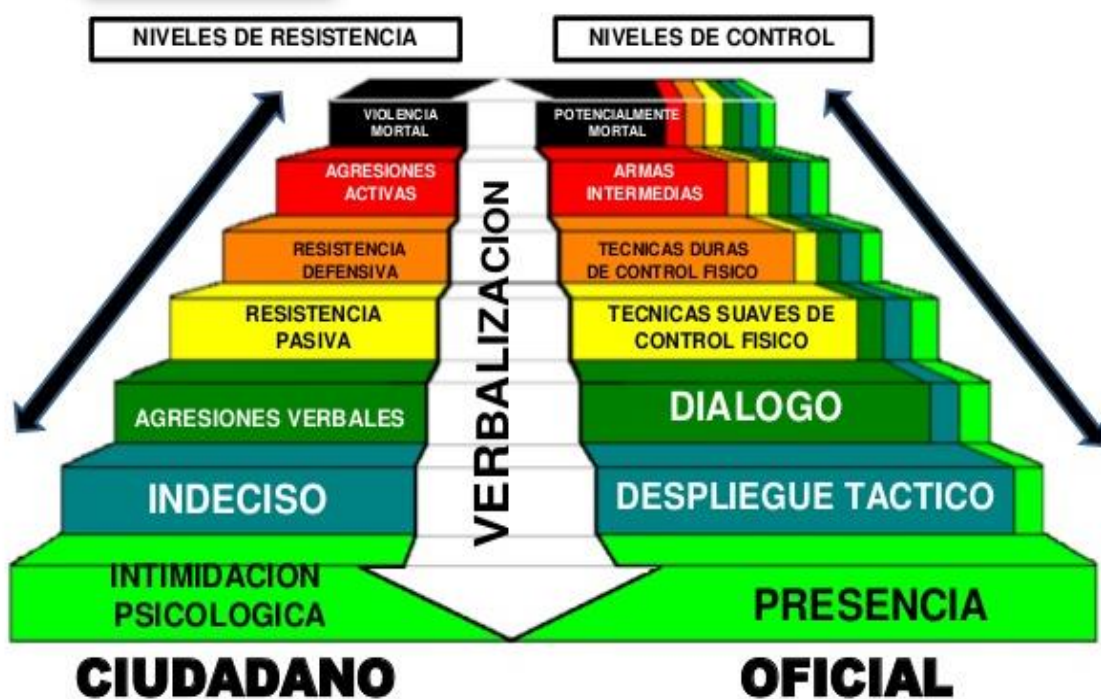 NIVELES DE RESISTENCIA
NIVELES DE CONTROL
VIOLENCIA
MORTAL
POTENCIALMENTE
MORTAL
AGRESIONES
ACTIVAS
ARMAS
INTERMEDIAS
RESISTENCIA
DEFENSIVA
TECNICAS DURAS
DE CONTROL FISICO
RESISTENCIA
PASIVA
TECNICAS SUAVES DE
CONTROL FISICO
AGRESIONES VERBALES
DIALOGO
INDECISO
DESPLIEGUE TACTICO
INTIMIDACION
PSICOLOGICA
PRESENCIA
VERBALIZACION
CIUDADANO
OFICIAL